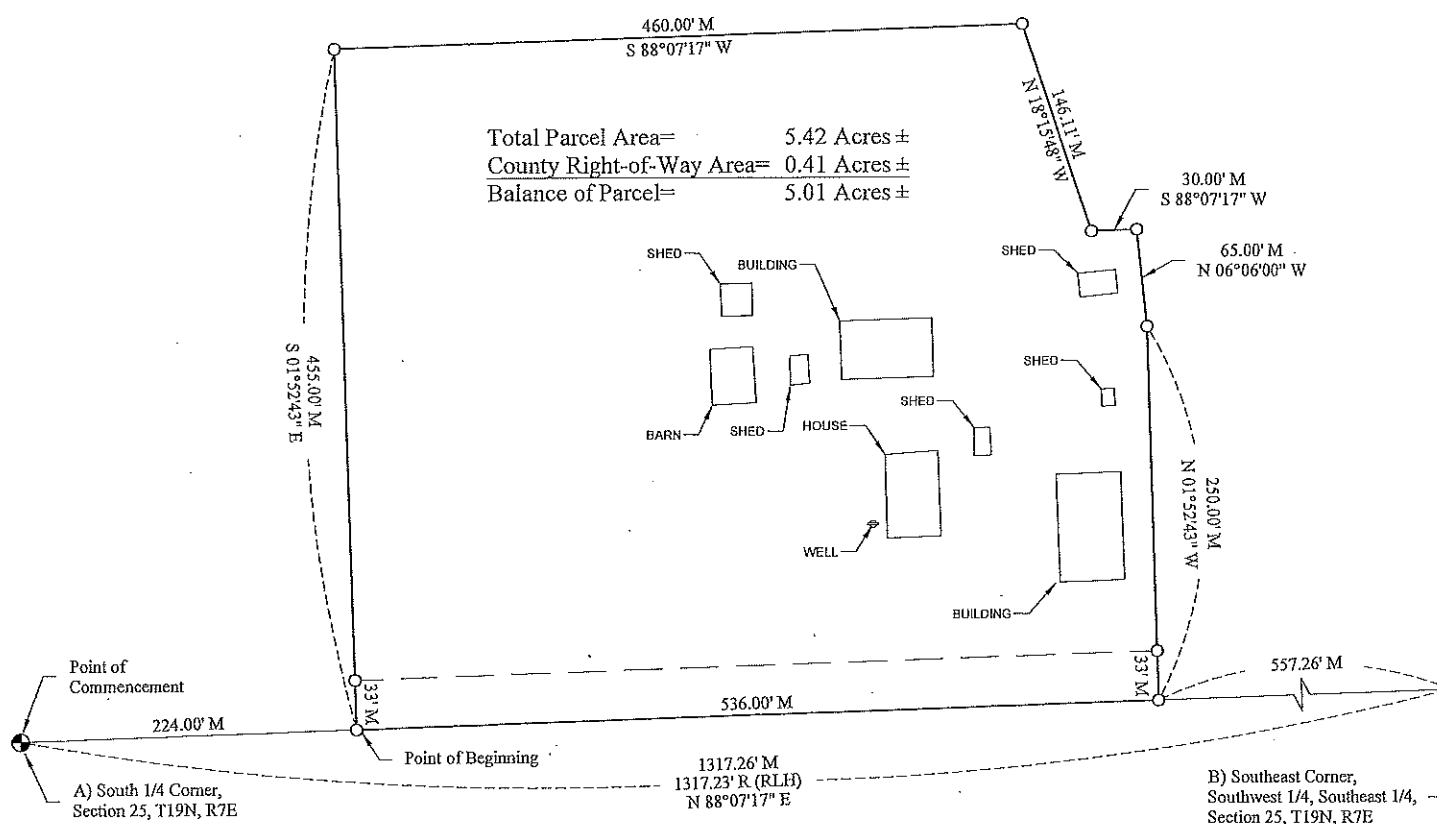 460.00' M
S 88°07'17" W
146.11' M
N 18°15'48" W
Total Parcel Area= 5.42 Acres ±
County Right-of-Way Area= 0.41 Acres ±
Balance of Parcel= 5.01 Acres ±
30.00' M
S 88°07'17" W
65.00' M
N 06°06'00" W
SHED
BUILDING
SHED
455.00' M
S 01°52'43" E
SHED
BARN
SHED
HOUSE
SHED
250.00' M
N 01°52'43" W
WELL
BUILDING
Point of
Commencement
33' M
33' M
557.26' M
224.00' M
536.00' M
Point of Beginning
1317.26' M
1317.23' R (RLH)
N 88°07'17" E
A) South 1/4 Corner,
Section 25, T19N, R7E
B) Southeast Corner,
Southwest 1/4, Southeast 1/4,
Section 25, T19N, R7E